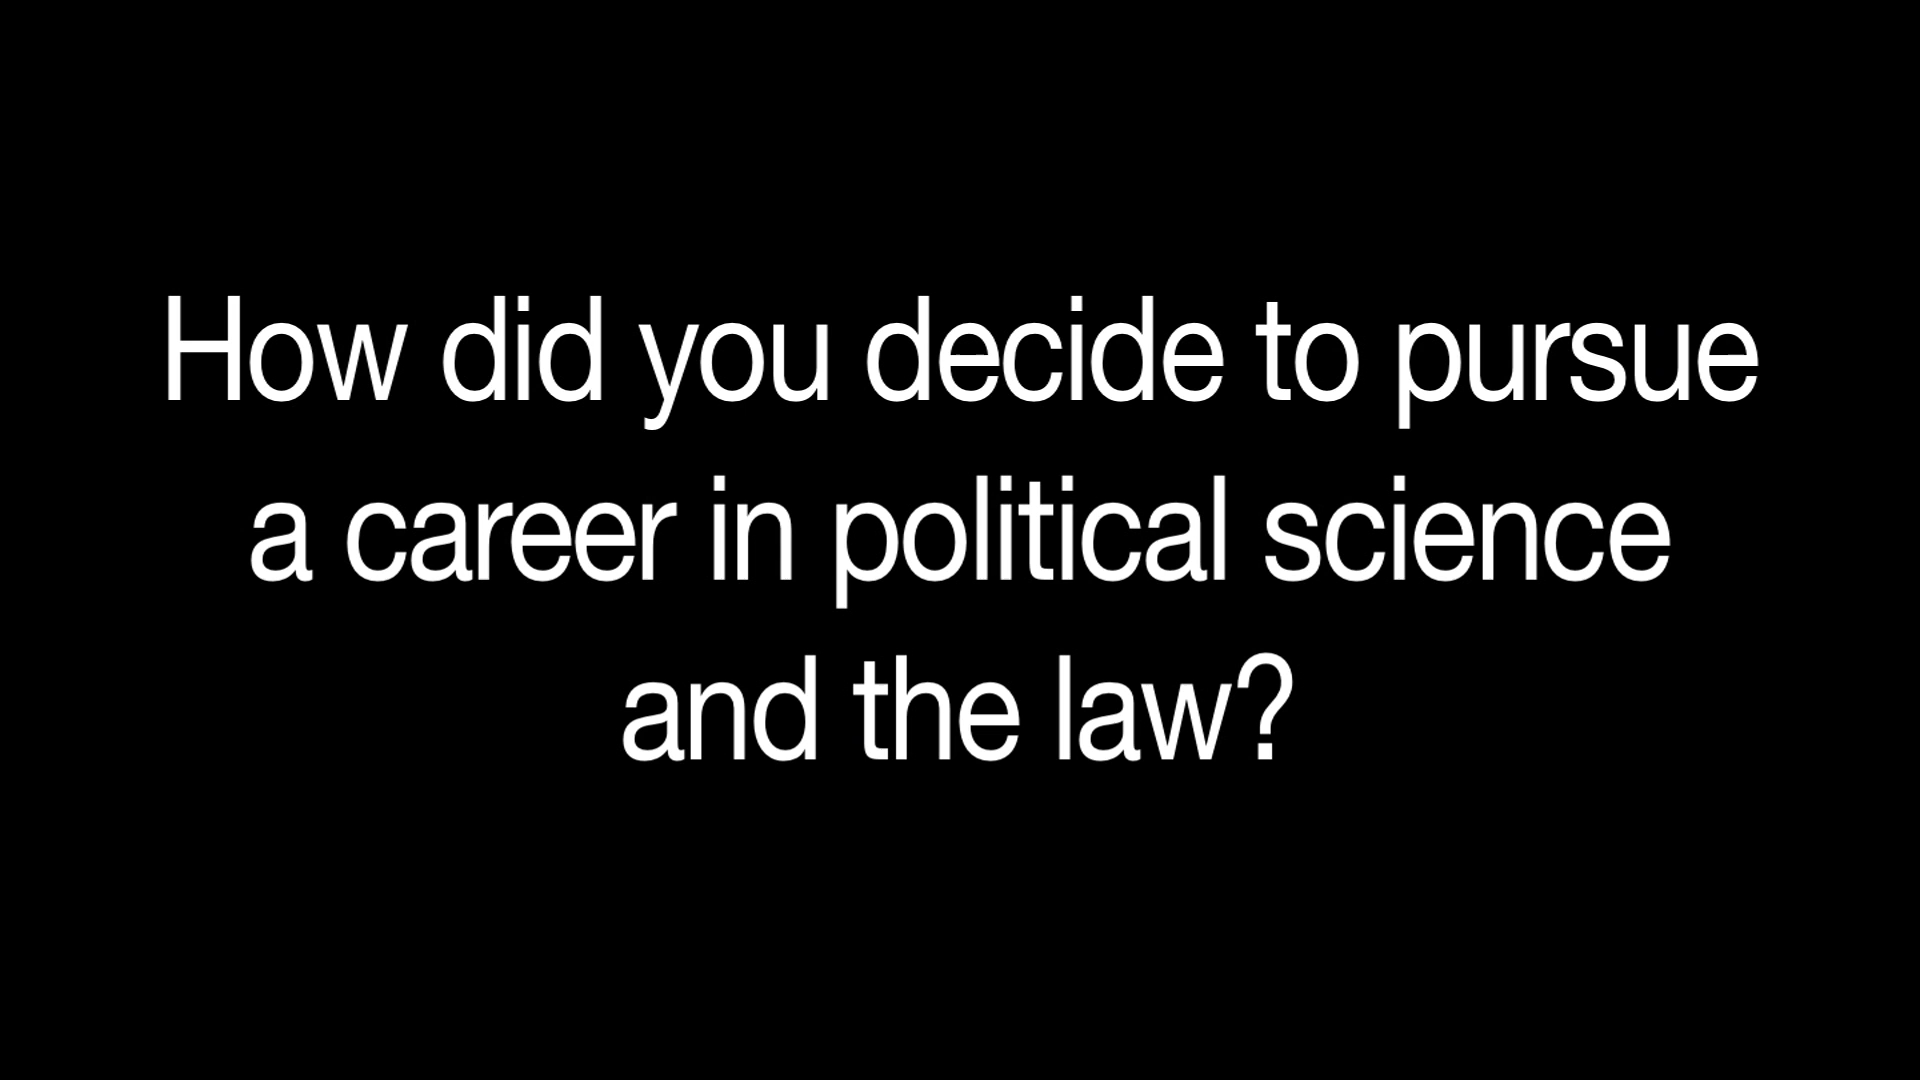 How did you decide to pursue
a career in political science
and the law?